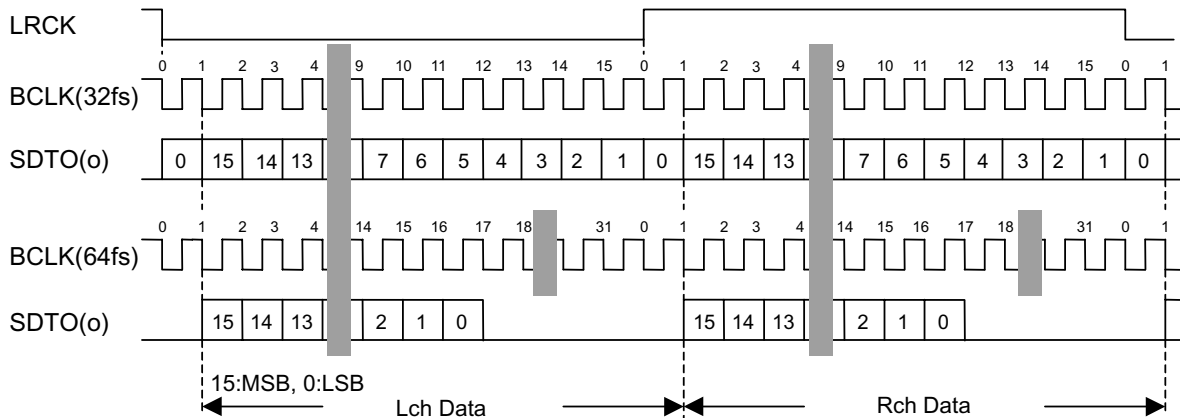 LRCK
0 1 2 3 4 9 10 11 12 13 14 15 0 1 2 3 4 9 10 11 12 13 14 15 0 1
BCLK(32fs)
SDTO(o) 0 15 14 13 7 6 5 4 3 2 1 0 15 14 13 7 6 5 4 3 2 1 0
0 1 2 3 4 14 15 16 17 18 31 0 1 2 3 4 14 15 16 17 18 31 0 1
BCLK(64fs)
SDTO(o) 15 14 13 2 1 0 15 14 13 2 1 0
15:MSB, 0:LSB
Lch Data Rch Data